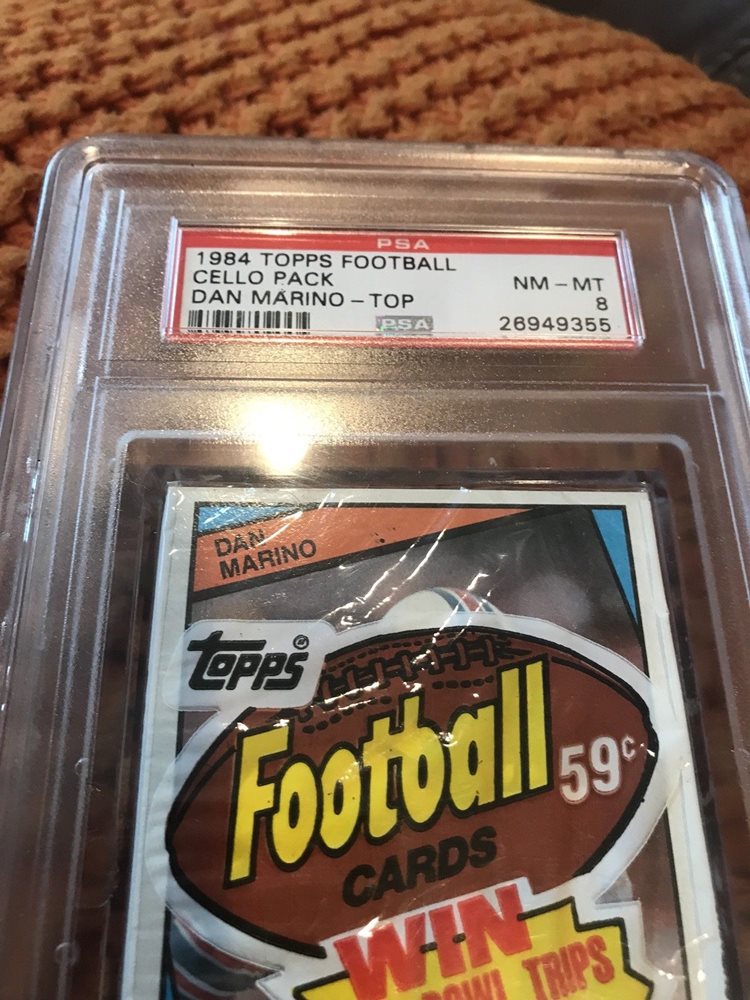 PSA
1984 TOPPS FOOTBALL
CELLO PACK
NM - MT
DAN MARINO - TOP
8
PSA
26949355
DAN
MARINO
TOPPS®
Football
59¢
CARDS
WIN
BOWL TRIPS